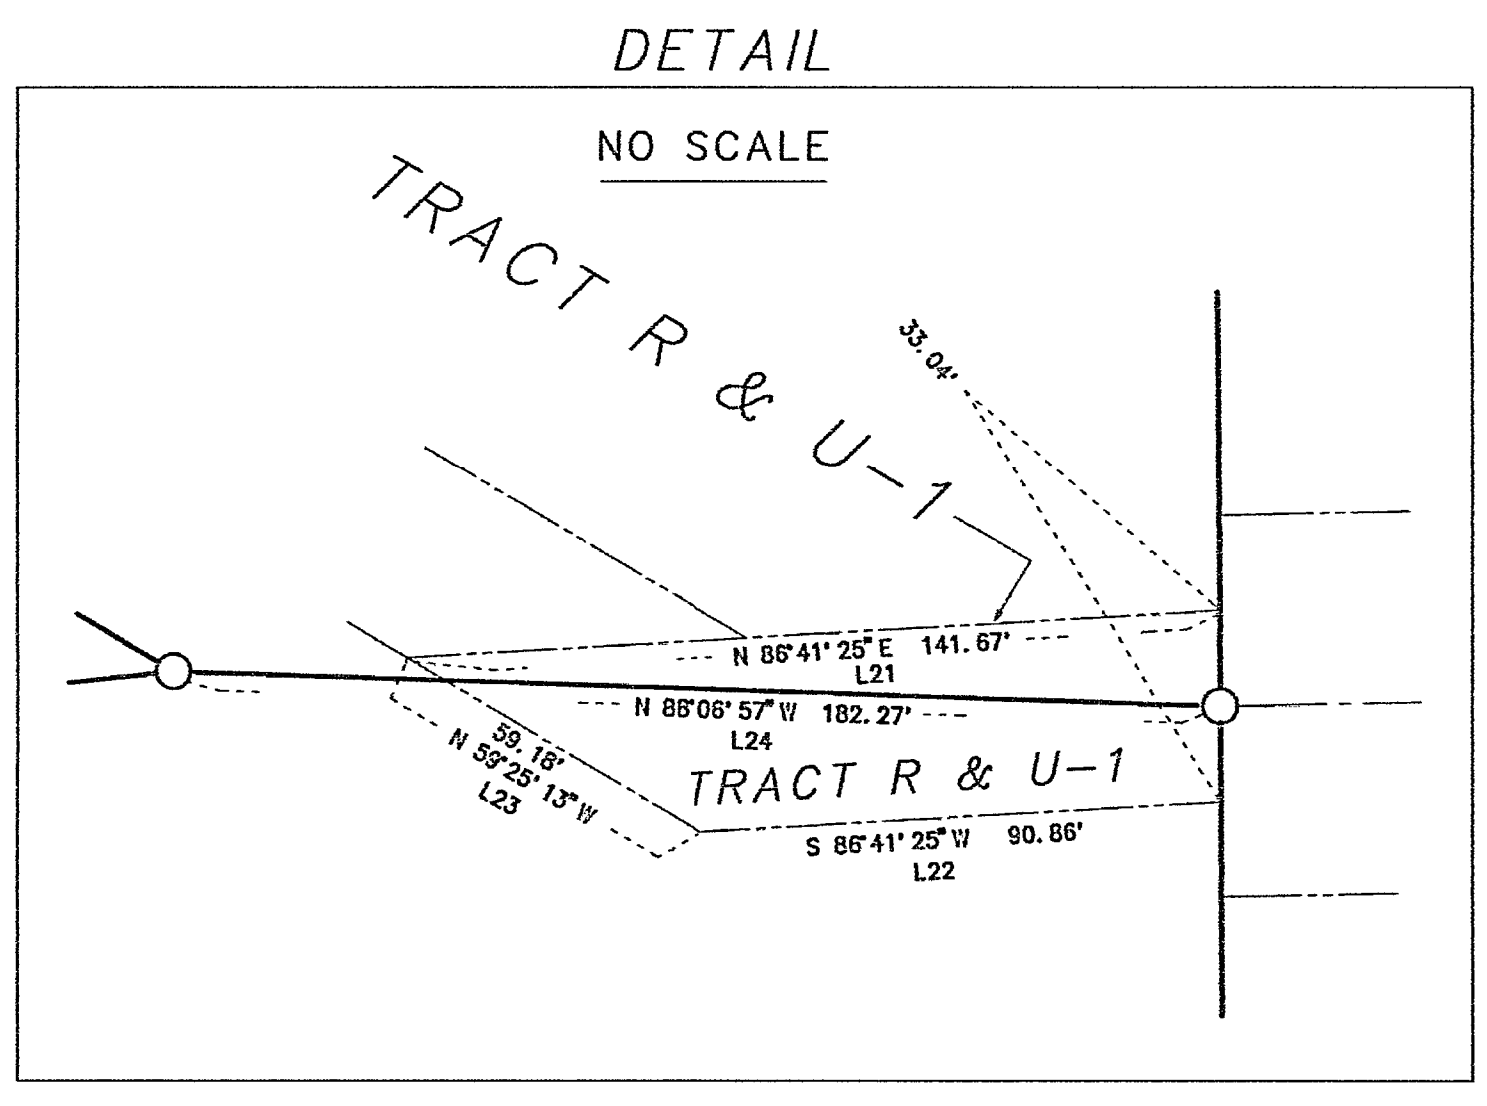 DETAIL
NO SCALE
TRACT R & U-1
33.04'
N 86°41'25" E 141.67'
L21
N 86°06'57" W 182.27'
L24
59.18'
N 59°25'13" W
L23
TRACT R & U-1
S 86°41'25" W 90.86'
L22